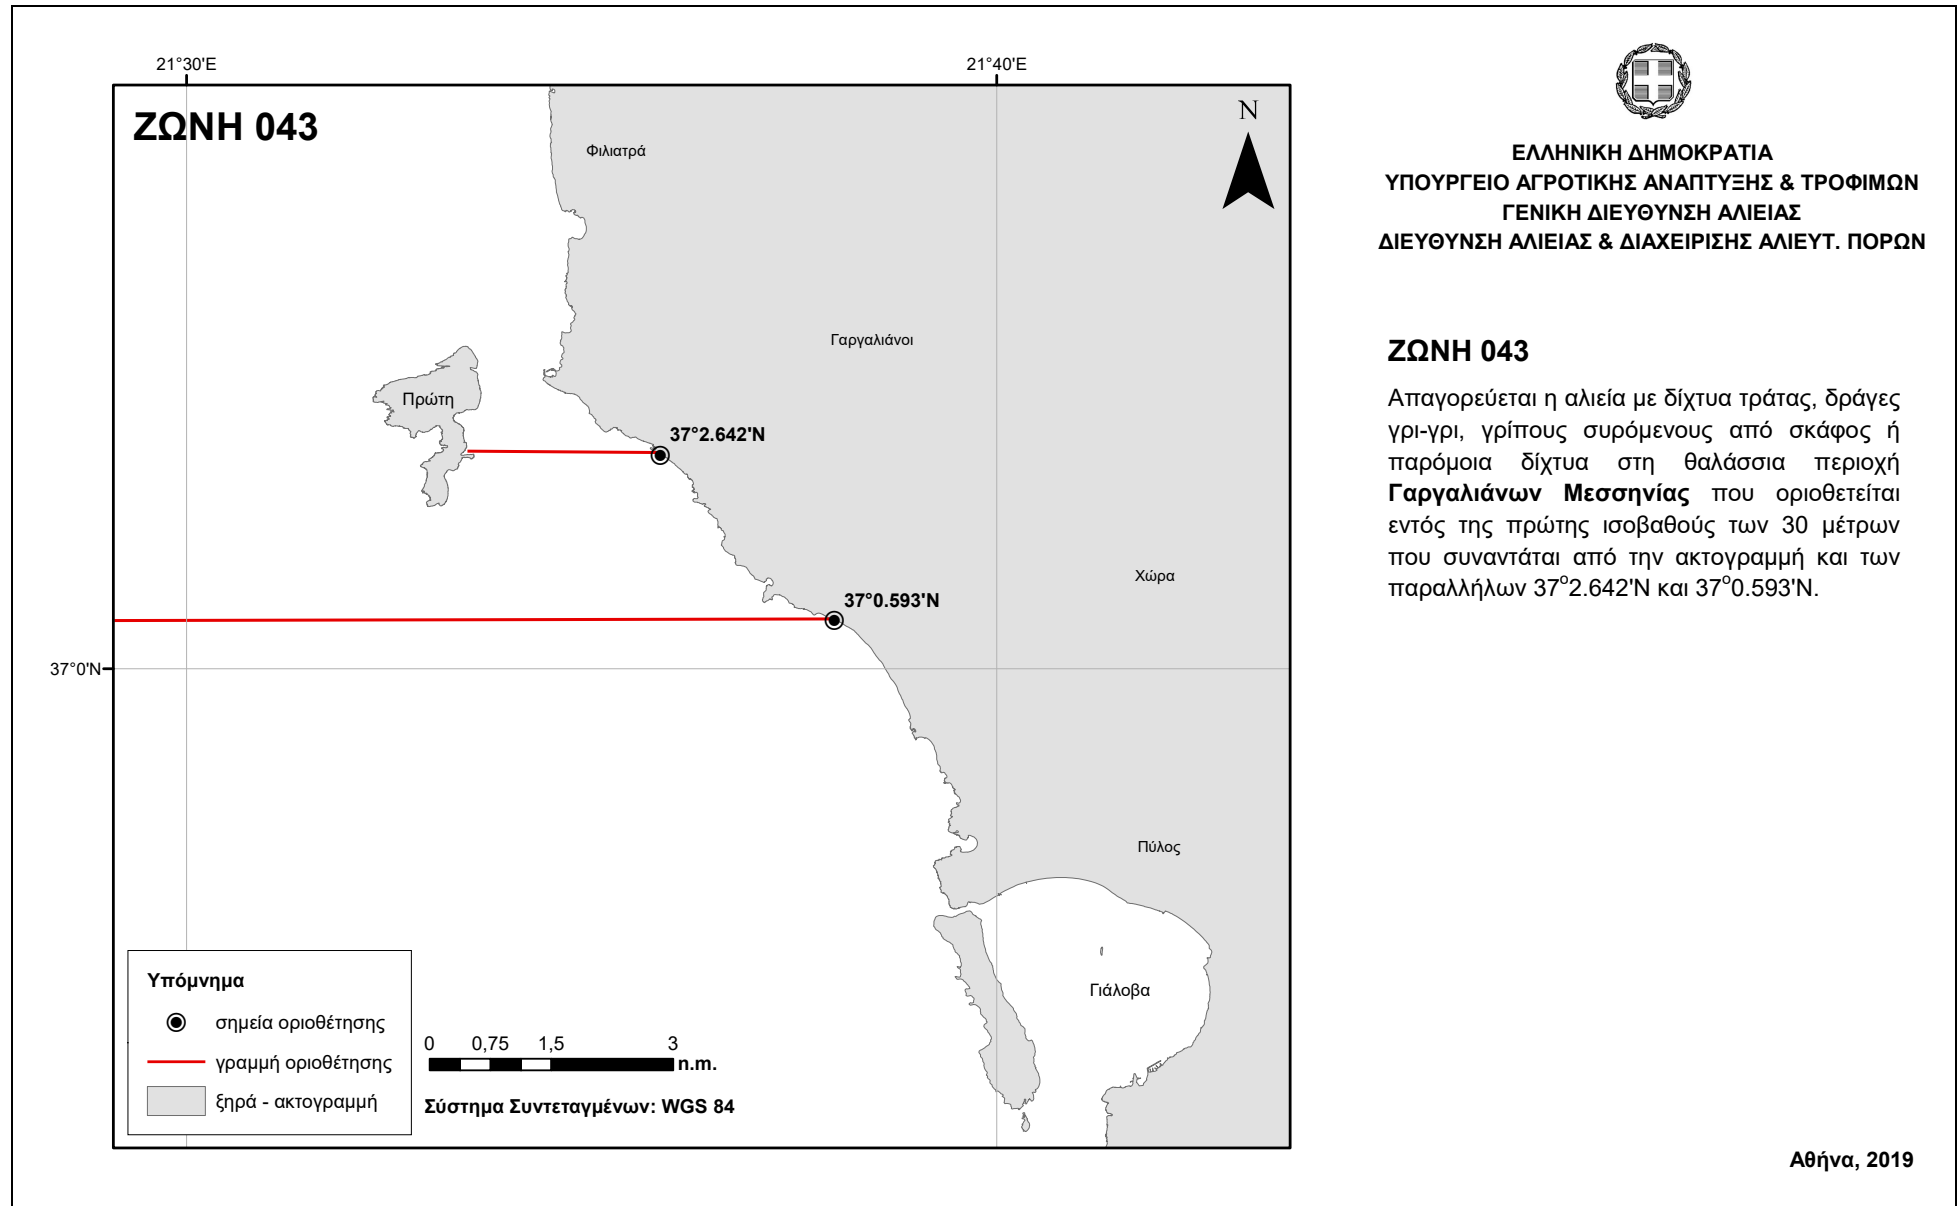 21°30'E
21°40'E
ΖΩΝΗ 043
N
Φιλιατρά
Γαργαλιάνοι
Πρώτη
37°2.642'N
Χώρα
37°0.593'N
37°0'N
Πύλος
Γιάλοβα
Υπόμνημα
σημεία οριοθέτησης
γραμμή οριοθέτησης
ξηρά - ακτογραμμή
0 0,75 1,5 3
n.m.
Σύστημα Συντεταγμένων: WGS 84
ΕΛΛΗΝΙΚΗ ΔΗΜΟΚΡΑΤΙΑ
ΥΠΟΥΡΓΕΙΟ ΑΓΡΟΤΙΚΗΣ ΑΝΑΠΤΥΞΗΣ & ΤΡΟΦΙΜΩΝ
ΓΕΝΙΚΗ ΔΙΕΥΘΥΝΣΗ ΑΛΙΕΙΑΣ
ΔΙΕΥΘΥΝΣΗ ΑΛΙΕΙΑΣ & ΔΙΑΧΕΙΡΙΣΗΣ ΑΛΙΕΥΤ. ΠΟΡΩΝ
ΖΩΝΗ 043
Απαγορεύεται η αλιεία με δίχτυα τράτας, δράγες
γρι-γρι, γρίπους συρόμενους από σκάφος ή
παρόμοια δίχτυα στη θαλάσσια περιοχή
Γαργαλιάνων Μεσσηνίας που οριοθετείται
εντός της πρώτης ισοβαθούς των 30 μέτρων
που συναντάται από την ακτογραμμή και των
παραλλήλων 37°2.642'N και 37°0.593'N.
Αθήνα, 2019